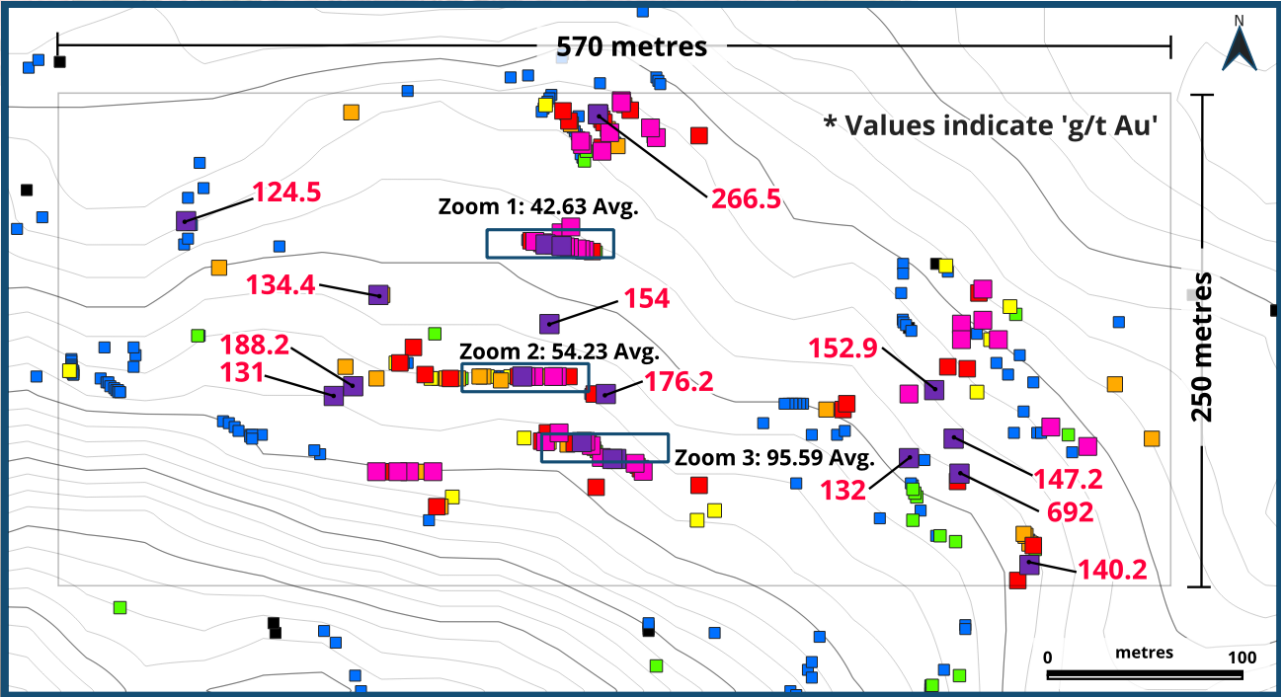 N
570 metres
* Values indicate 'g/t Au'
124.5
266.5
Zoom 1: 42.63 Avg.
134.4
154
188.2
Zoom 2: 54.23 Avg.
152.9
131
176.2
250 metres
Zoom 3: 95.59 Avg.
132
147.2
692
140.2
metres
0
100